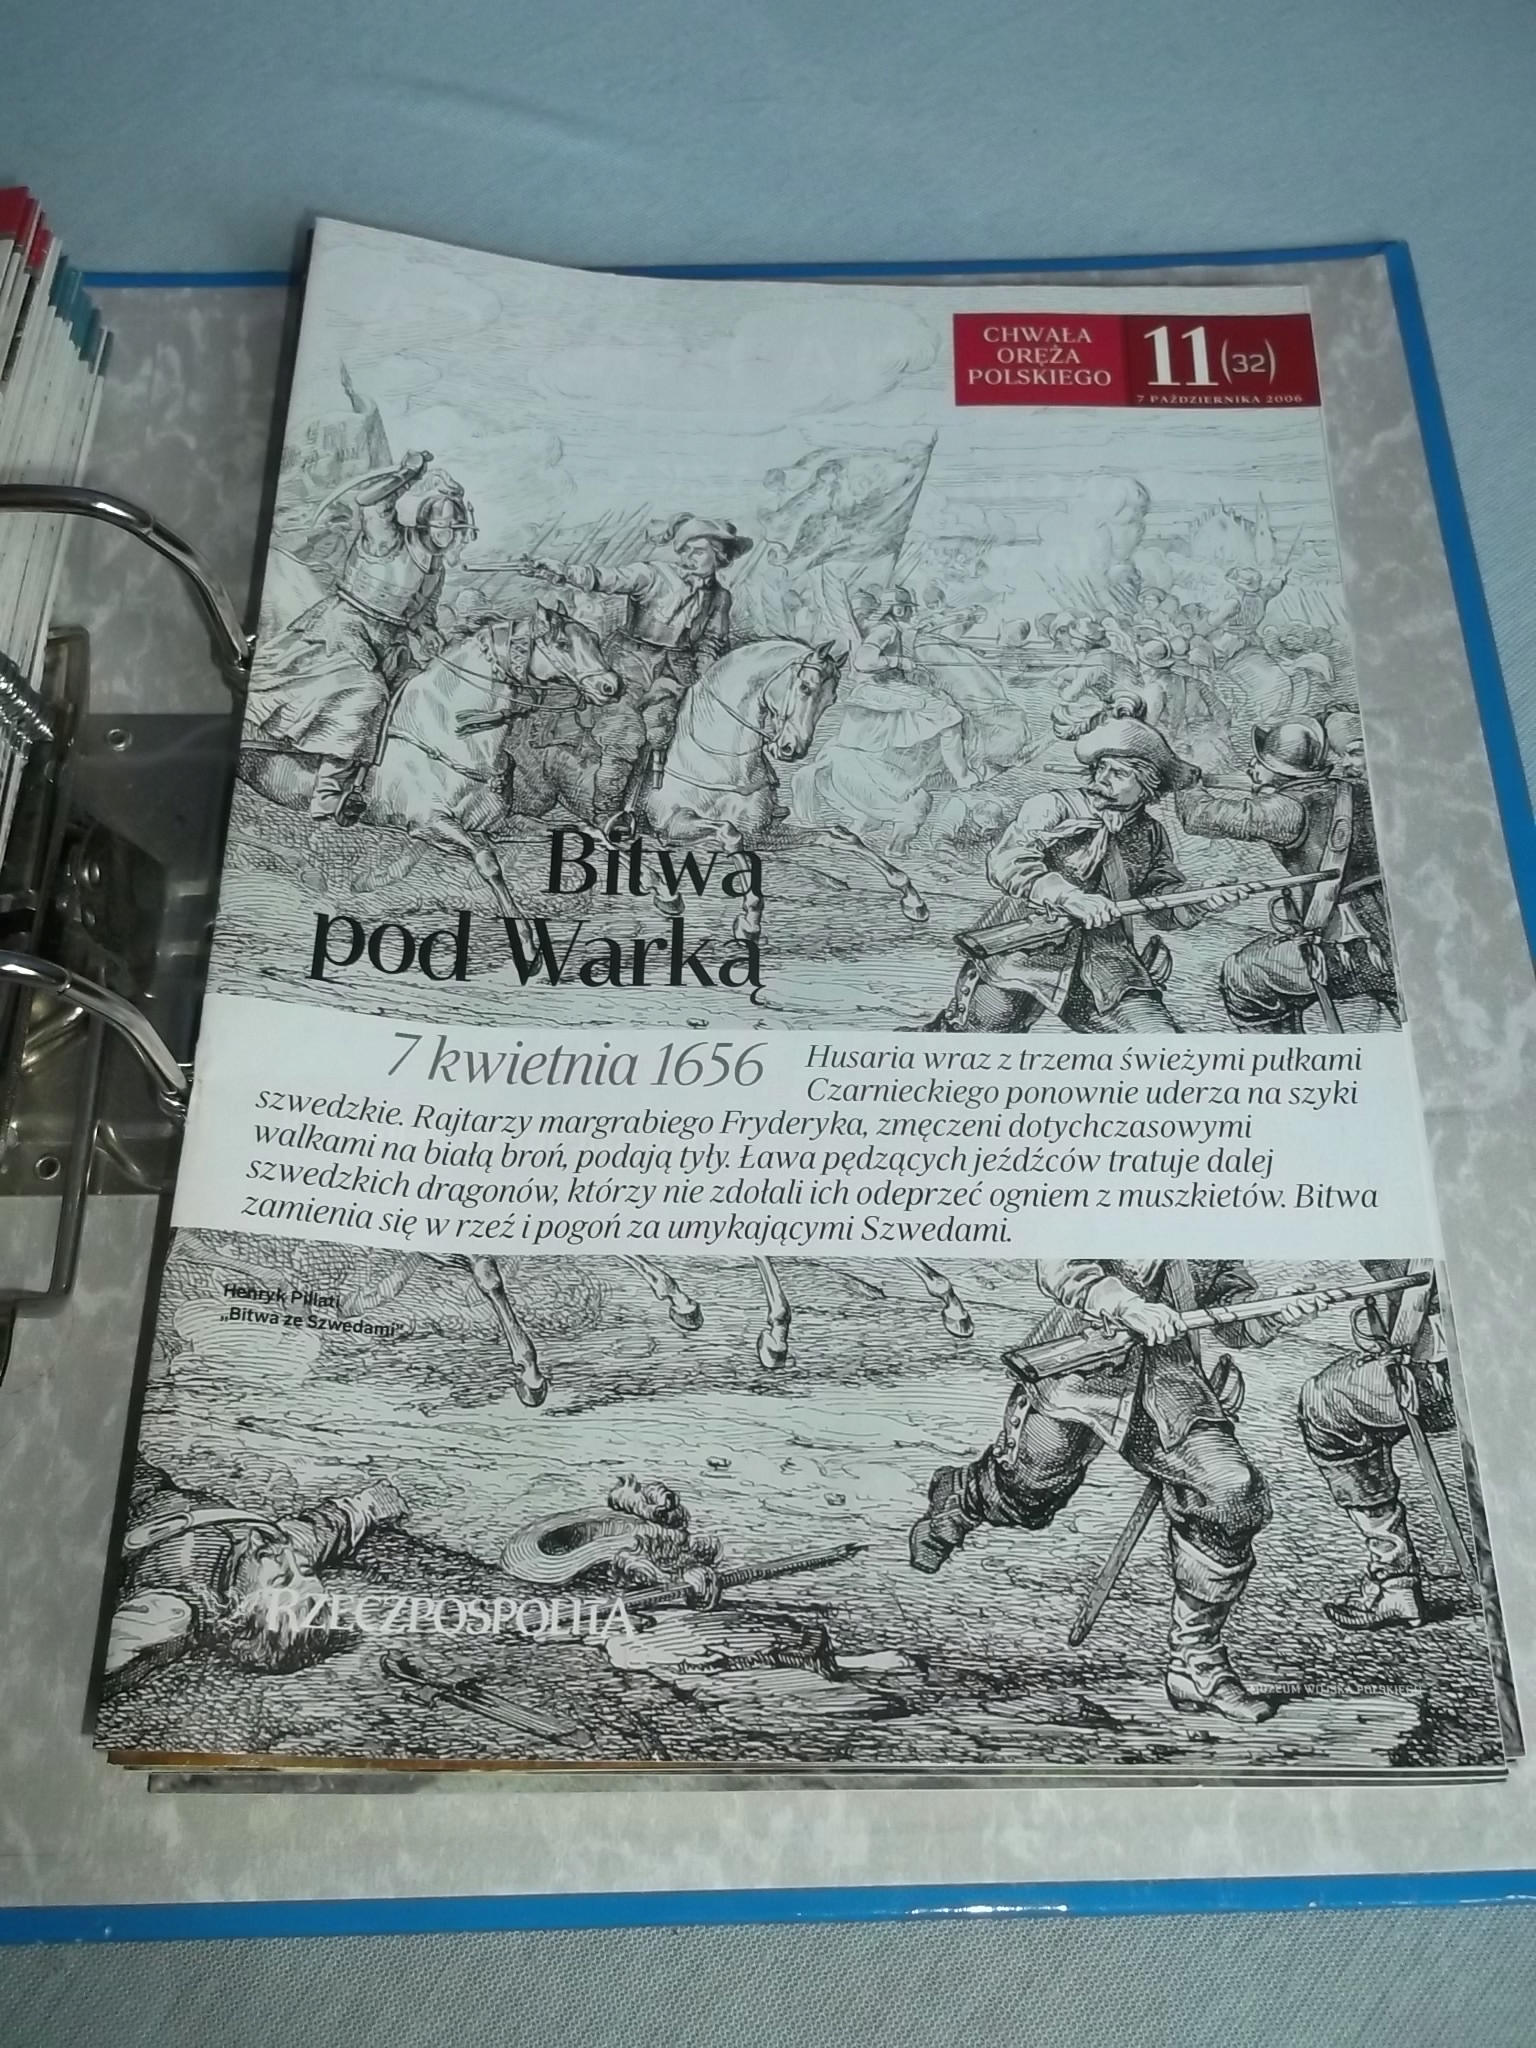 CHWAŁA
ORĘŻA
POLSKIEGO
11(32)
7 PAŹDZIERNIKA 2006
Bitwa
pod Warką
7 kwietnia 1656
Husaria wraz z trzema świeżymi pułkami
Czarnieckiego ponownie uderza na szyki
szwedzkie. Rajtarzy margrabiego Fryderyka, zmęczeni dotychczasowymi
walkami na białą broń, podają tyły. Ława pędzących jeźdźców tratuje dalej
szwedzkich dragonów, którzy nie zdołali ich odeprzeć ogniem z muszkietów. Bitwa
zamienia się w rzeź i pogoń za umykającymi Szwedami.
Henryk Pillati
„Bitwa ze Szwedami"
RZECZPOSPOLITA
MUZEUM WOJSKA POLSKIEGO